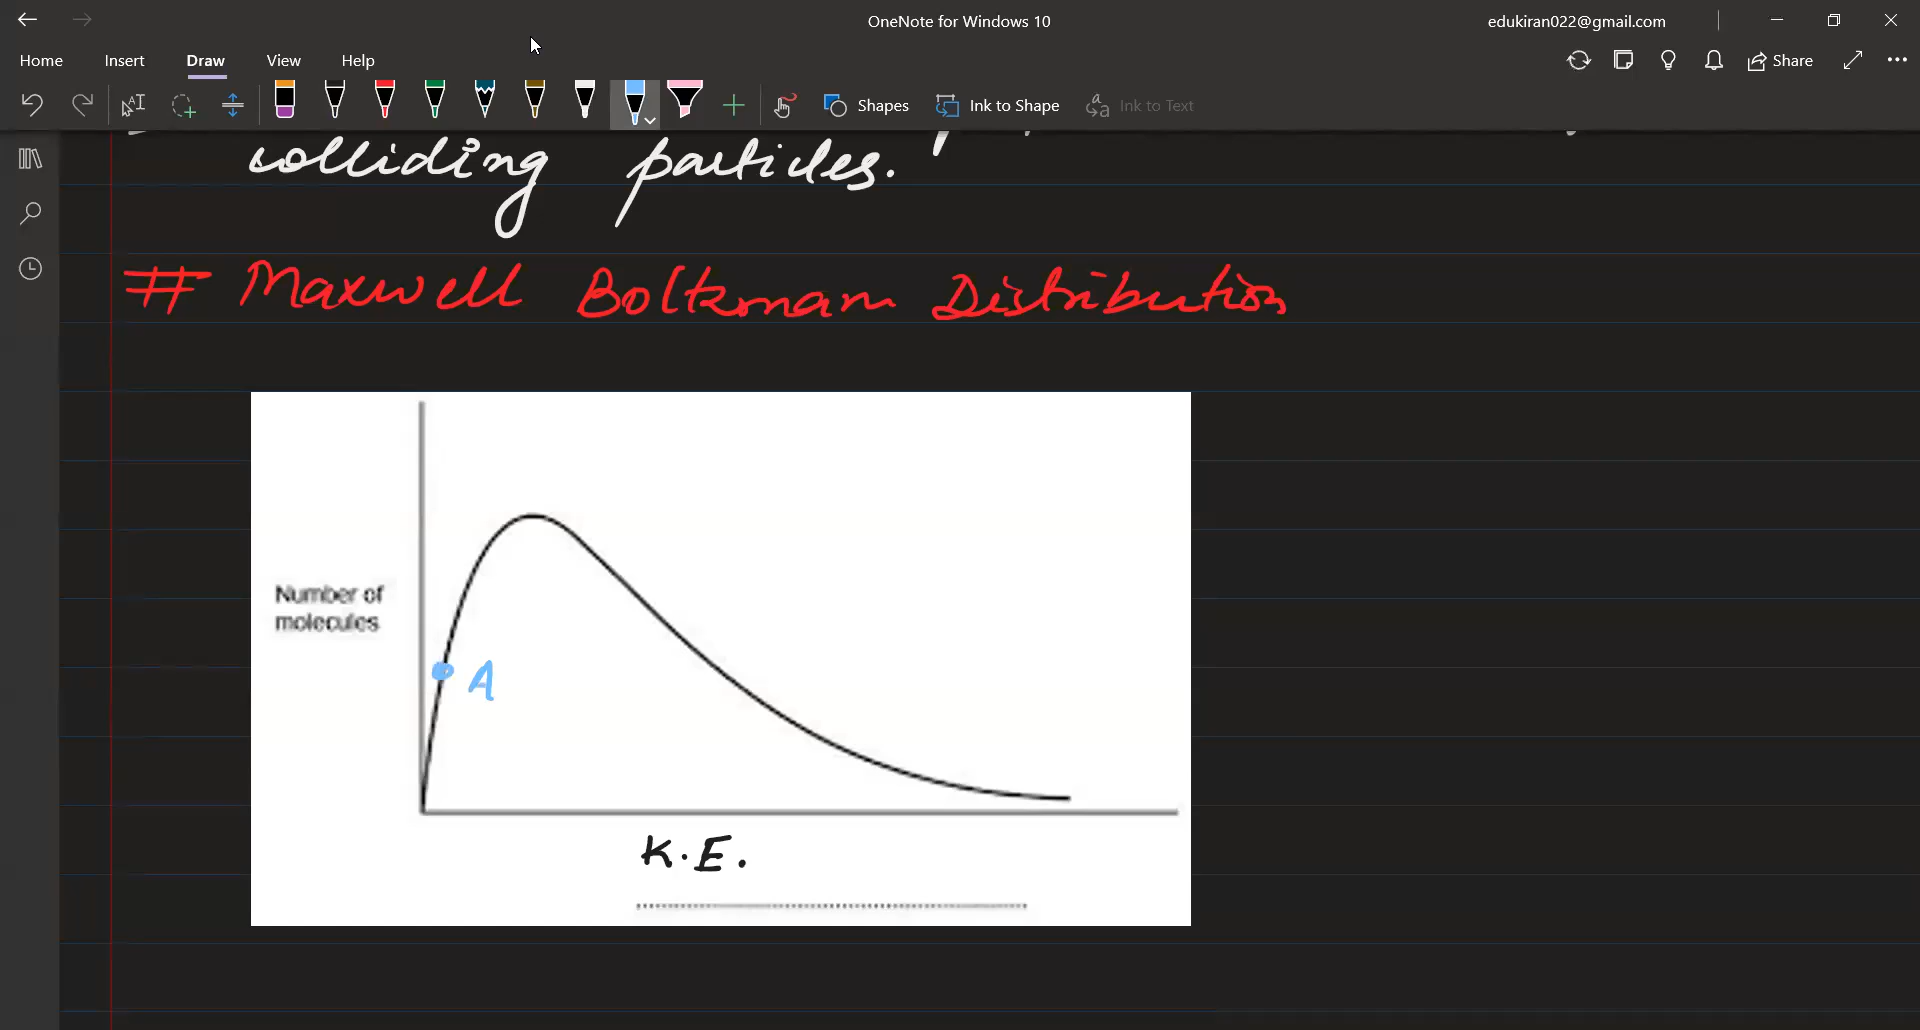 OneNote for Windows 10
edukiran022@gmail.com
Home Insert Draw View Help
Share
Shapes Ink to Shape Ink to Text
colliding particles.
# Maxwell Boltzmann Distribution
Number of
molecules
A
K.E.